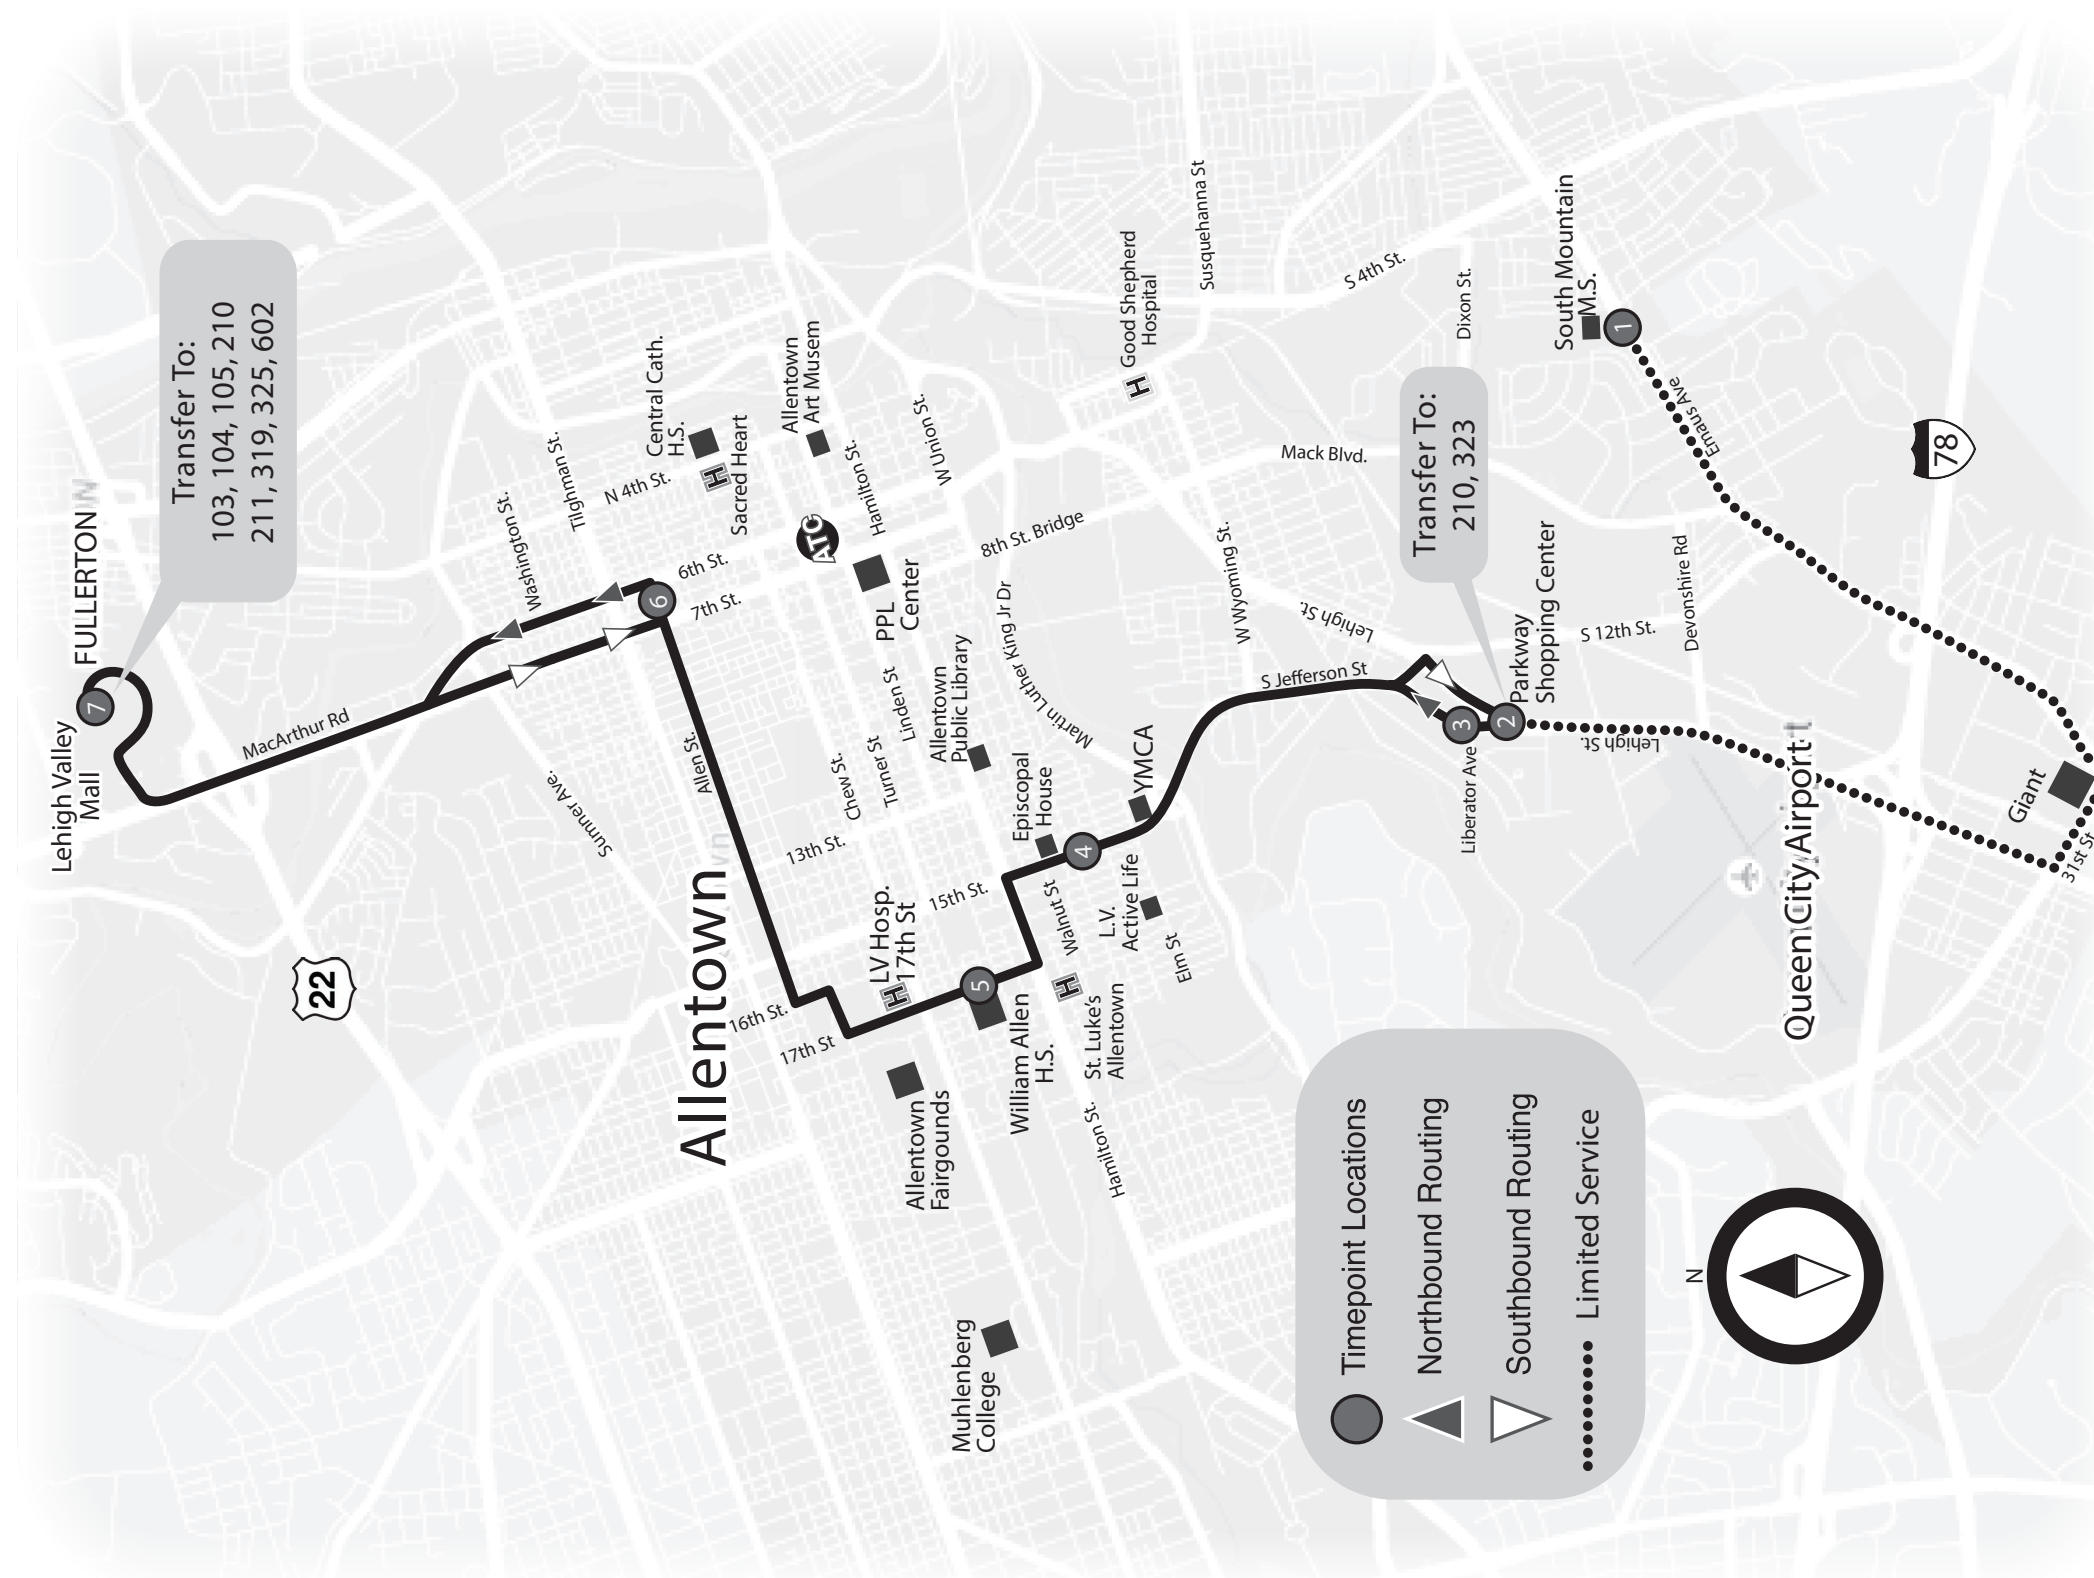 Lehigh Valley
Mall
7
FULLERTON
Transfer To:
103, 104, 105, 210
211, 319, 325, 602
MacArthur Rd
22
Washington St.
Tilghman St.
N 4th St.
Central Cath.
H.S.
H
Sacred Heart
Allentown
Art Musem
Hamilton St.
W Union St.
6th St.
7th St.
6
ATC
PPL
Center
8th St. Bridge
Sumner Ave.
Allen St.
Allentown
Chew St.
Turner St
Linden St
Allentown
Public Library
Martin Luther King Jr Dr
13th St.
15th St.
16th St.
17th St
H
LV Hosp.
17th St
5
William Allen
H.S.
Allentown
Fairgounds
Episcopal
House
4
YMCA
Walnut St
L.V.
Active Life
Elm St
H
St. Luke's
Allentown
Hamilton St.
Muhlenberg
College
H
Good Shepherd
Hospital
Susquehanna St
S 4th St.
Dixon St.
Mack Blvd.
W Wyoming St.
Lehigh St.
S Jefferson St
Transfer To:
210, 323
Parkway
Shopping Center
3
2
Liberator Ave
Lehigh St.
S 12th St.
Devonshire Rd
South Mountain
M.S.
1
Emaus Ave
78
Queen City Airport
Giant
31st St
Timepoint Locations
Northbound Routing
Southbound Routing
Limited Service
N